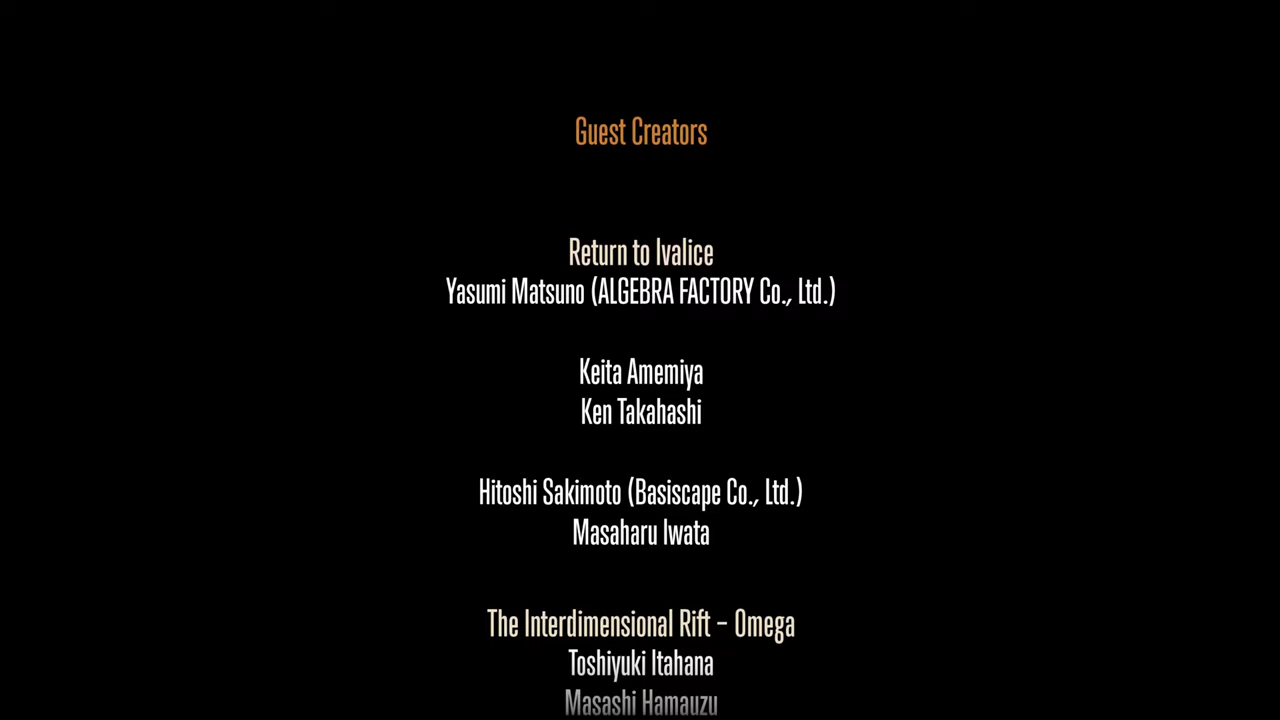 Guest Creators
Return to Ivalice
Yasumi Matsuno (ALGEBRA FACTORY Co., Ltd.)
Keita Amemiya
Ken Takahashi
Hitoshi Sakimoto (Basiscape Co., Ltd.)
Masaharu Iwata
The Interdimensional Rift – Omega
Toshiyuki Itahana
Masashi Hamauzu